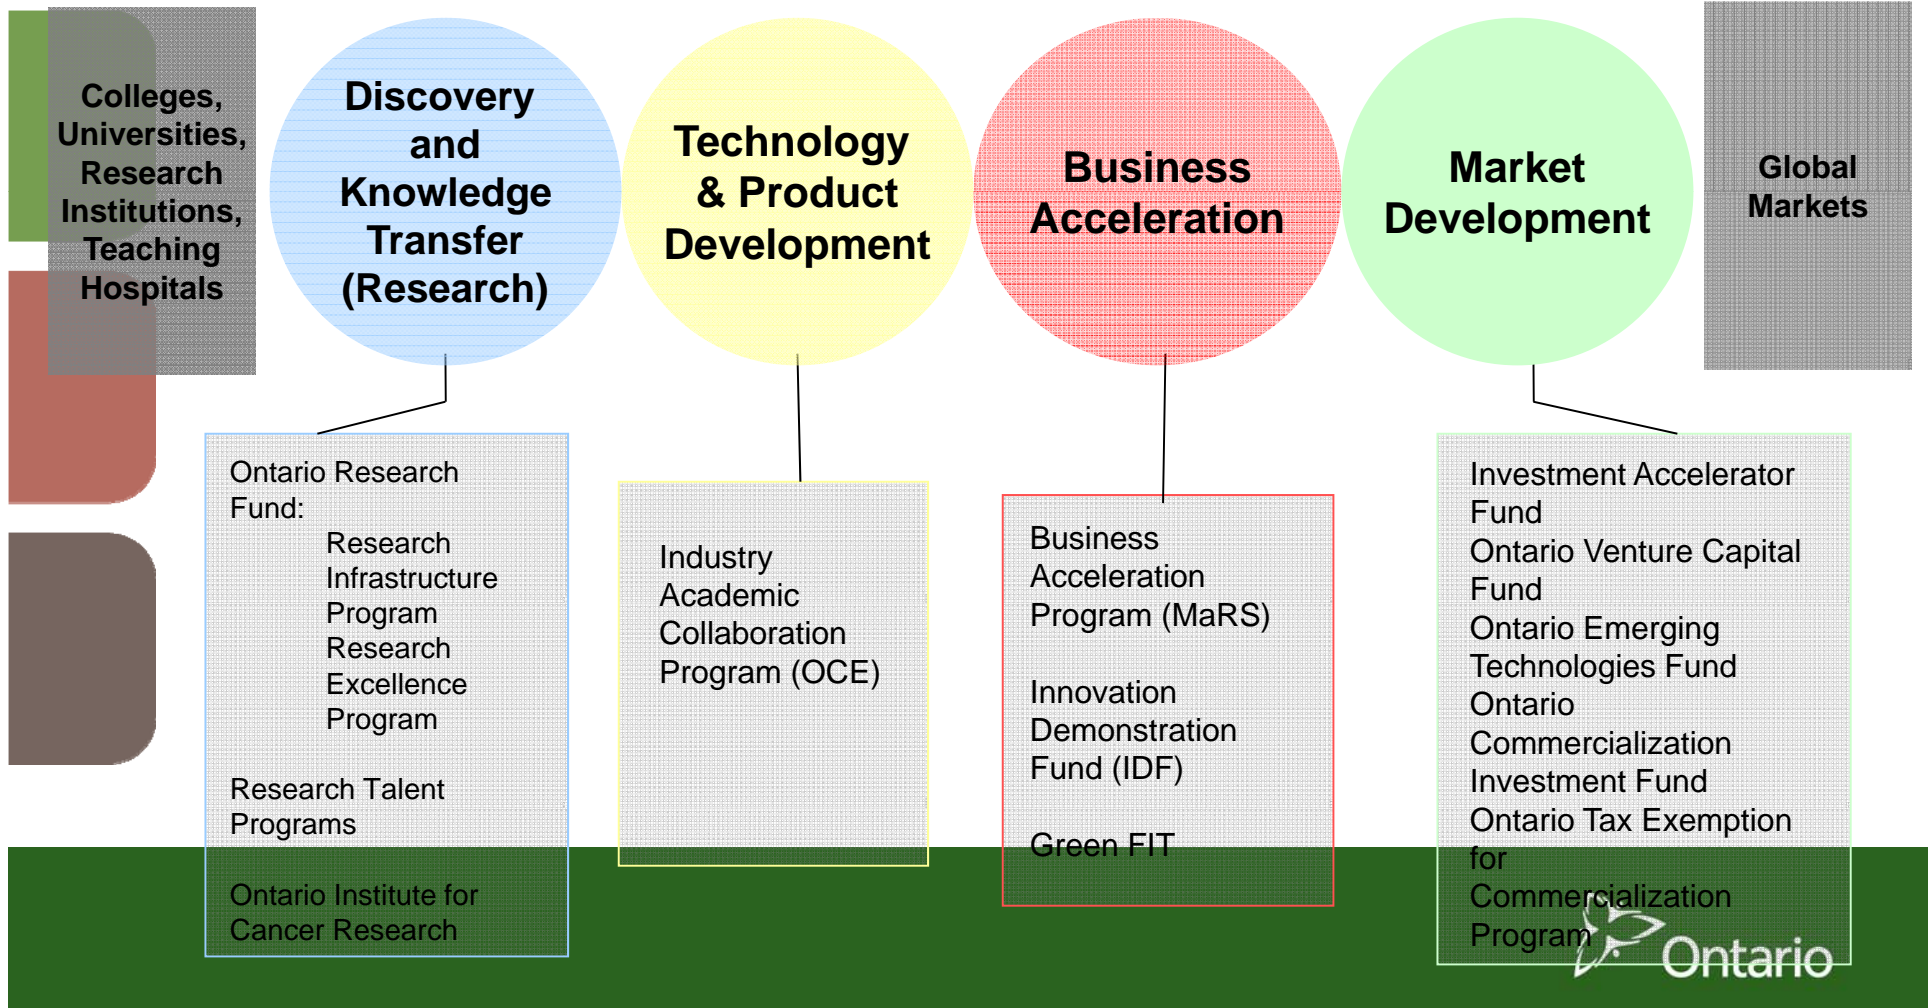 Colleges,
Universities,
Research
Institutions,
Teaching
Hospitals
Discovery
and
Knowledge
Transfer
(Research)
Technology
& Product
Development
Business
Acceleration
Market
Development
Global
Markets
Ontario Research
Fund:
Research
Infrastructure
Program
Research
Excellence
Program
Research Talent
Programs
Ontario Institute for
Cancer Research
Industry
Academic
Collaboration
Program (OCE)
Business
Acceleration
Program (MaRS)
Innovation
Demonstration
Fund (IDF)
Green FIT
Investment Accelerator
Fund
Ontario Venture Capital
Fund
Ontario Emerging
Technologies Fund
Ontario
Commercialization
Investment Fund
Ontario Tax Exemption
for
Commercialization
Program
Ontario